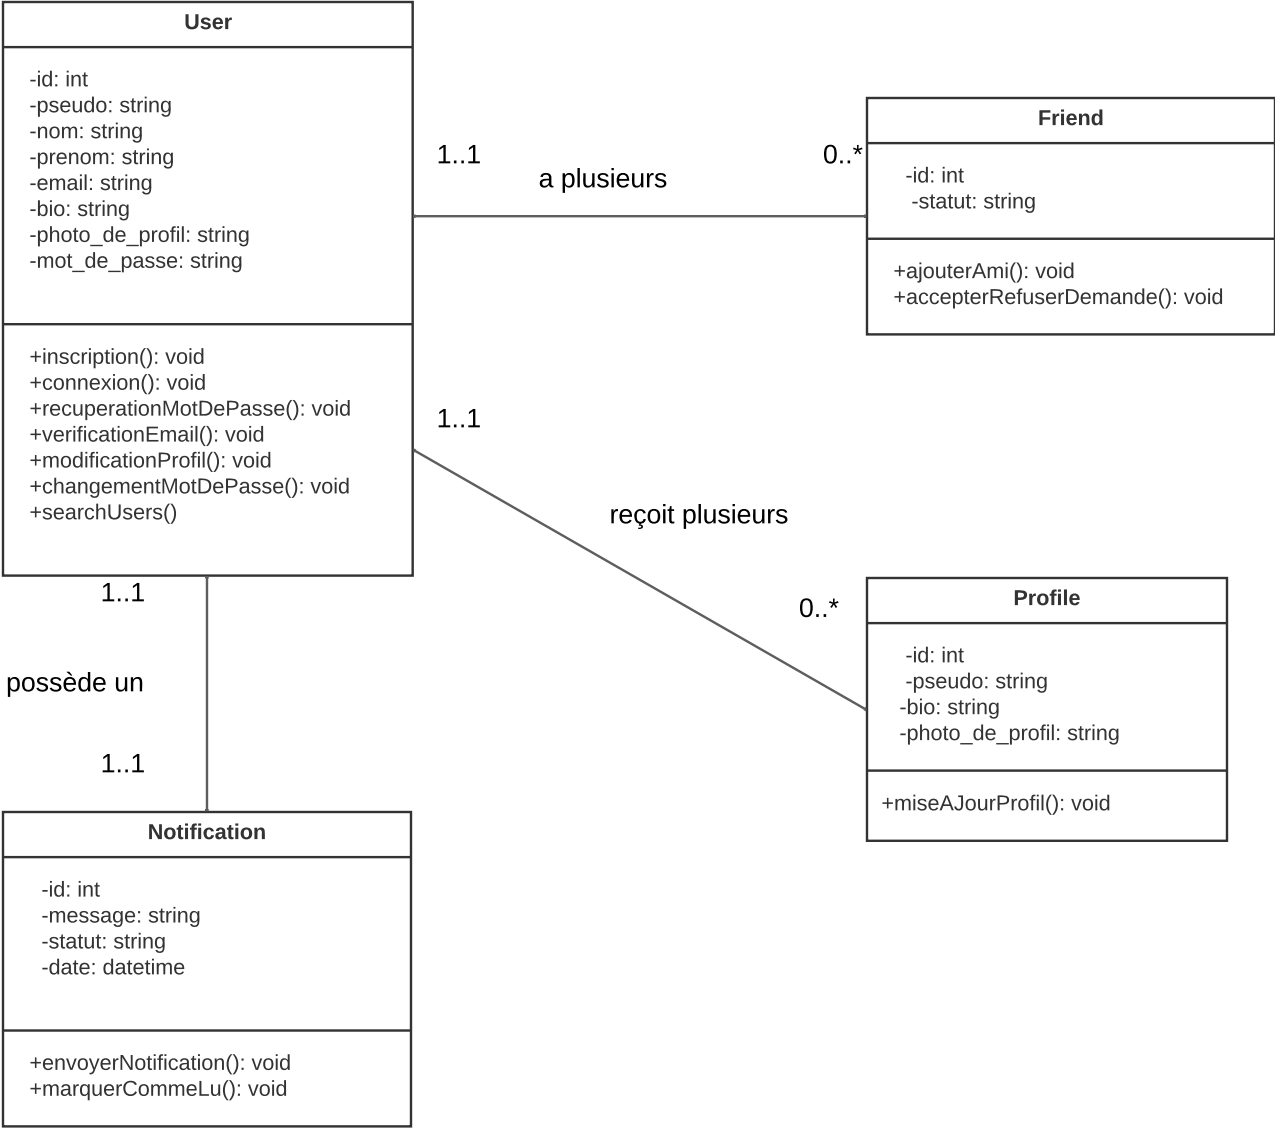 User
-id: int
-pseudo: string
-nom: string
-prenom: string
-email: string
-bio: string
-photo_de_profil: string
-mot_de_passe: string
+inscription(): void
+connexion(): void
+recuperationMotDePasse(): void
+verificationEmail(): void
+modificationProfil(): void
+changementMotDePasse(): void
+searchUsers()
1..1
a plusieurs
0..*
Friend
-id: int
-statut: string
+ajouterAmi(): void
+accepterRefuserDemande(): void
1..1
reçoit plusieurs
0..*
Profile
-id: int
-pseudo: string
-bio: string
-photo_de_profil: string
+miseAJourProfil(): void
1..1
possède un
1..1
Notification
-id: int
-message: string
-statut: string
-date: datetime
+envoyerNotification(): void
+marquerCommeLu(): void